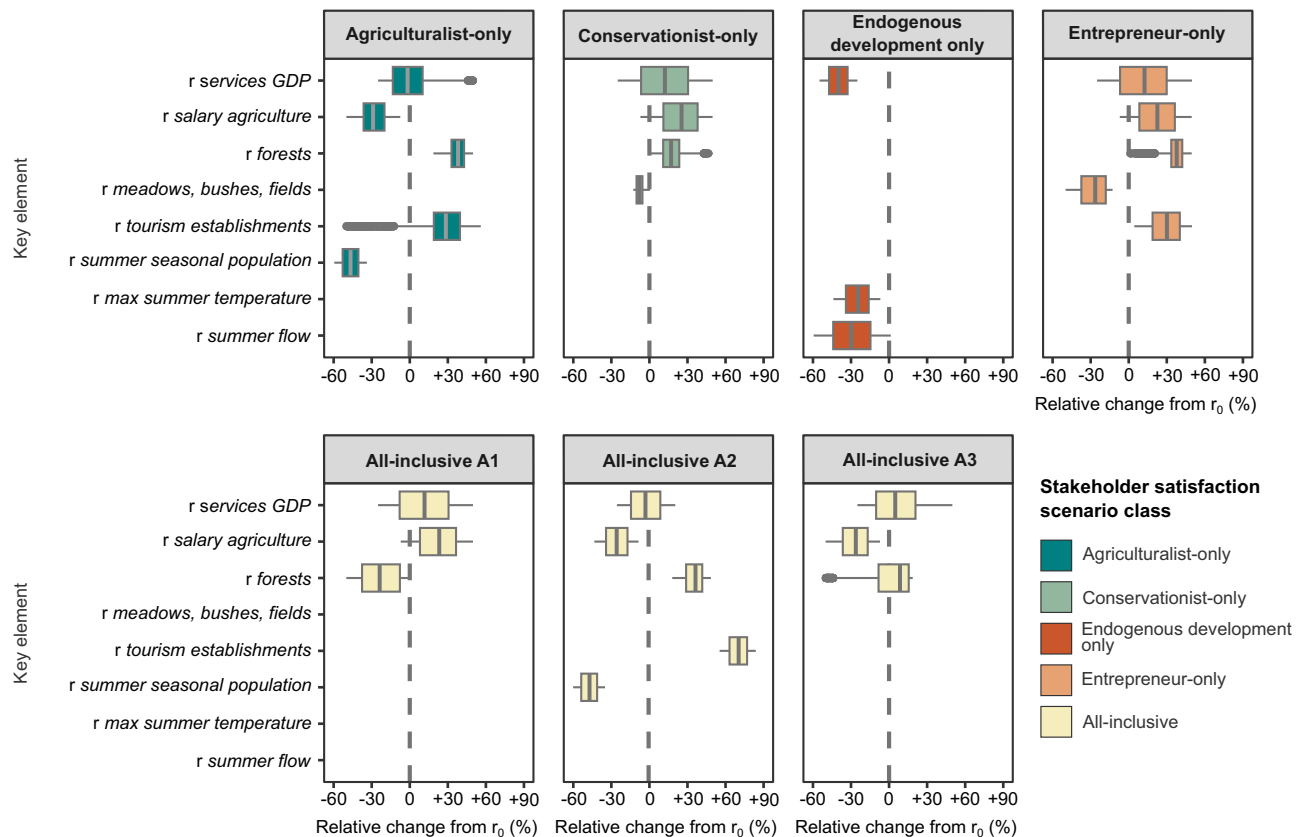 Agriculturalist-only
Conservationist-only
Endogenous
development only
Entrepreneur-only
Key element
r services GDP
r salary agriculture
r forests
r meadows, bushes, fields
r tourism establishments
r summer seasonal population
r max summer temperature
r summer flow
-60 -30 0 +30 +60 +90
-60 -30 0 +30 +60 +90
-60 -30 0 +30 +60 +90
-60 -30 0 +30 +60 +90
Relative change from r₀ (%)
All-inclusive A1
All-inclusive A2
All-inclusive A3
Key element
r services GDP
r salary agriculture
r forests
r meadows, bushes, fields
r tourism establishments
r summer seasonal population
r max summer temperature
r summer flow
-60 -30 0 +30 +60 +90
-60 -30 0 +30 +60 +90
-60 -30 0 +30 +60 +90
Relative change from r₀ (%)
Relative change from r₀ (%)
Relative change from r₀ (%)
Stakeholder satisfaction
scenario class
Agriculturalist-only
Conservationist-only
Endogenous development
only
Entrepreneur-only
All-inclusive